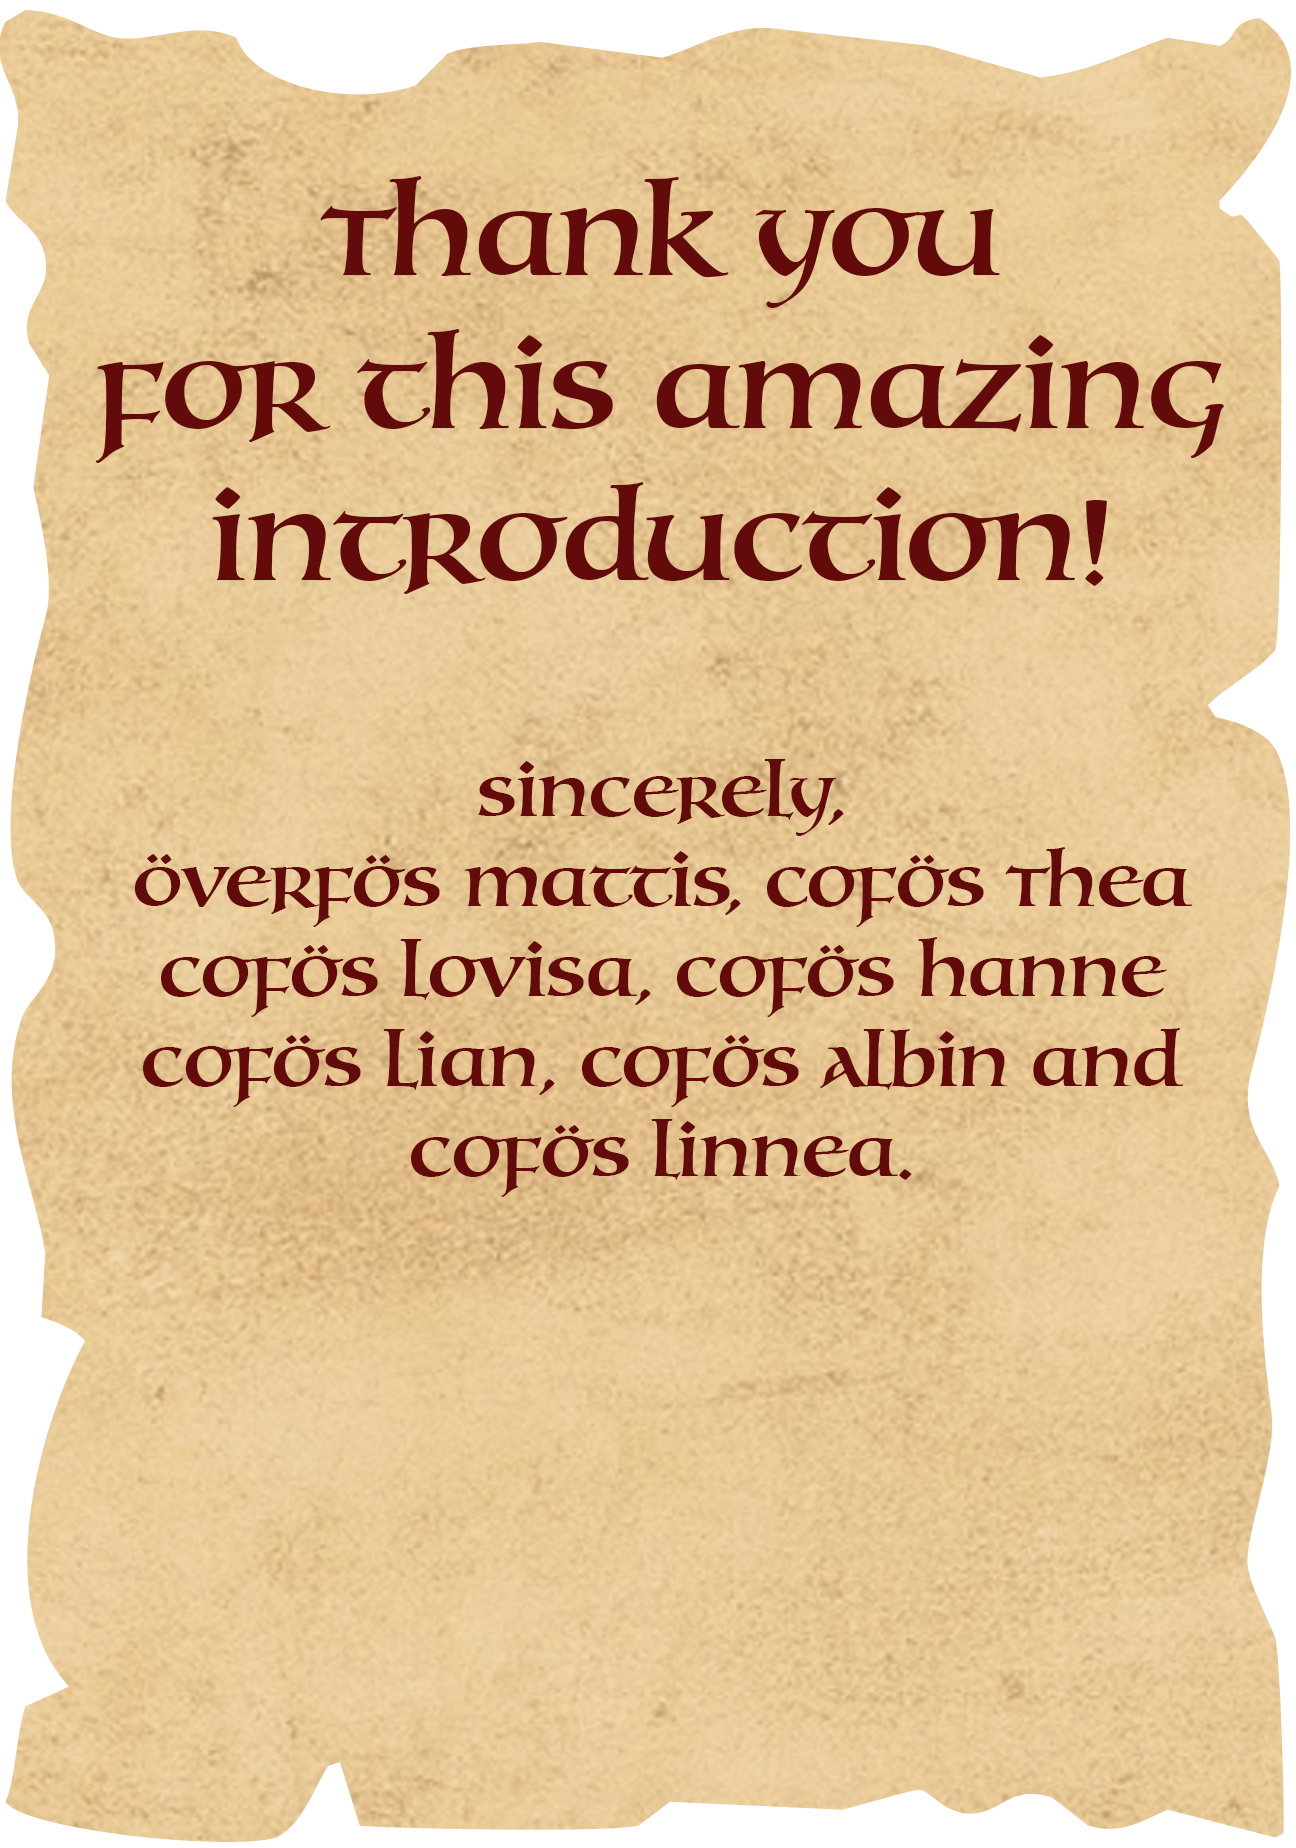 Thank you
for this amazing
introduction!
sincerely,
överfös mattis, cofös Thea
cofös Lovisa, cofös hanne
cofös Lian, cofös Albin and
cofös Linnea.